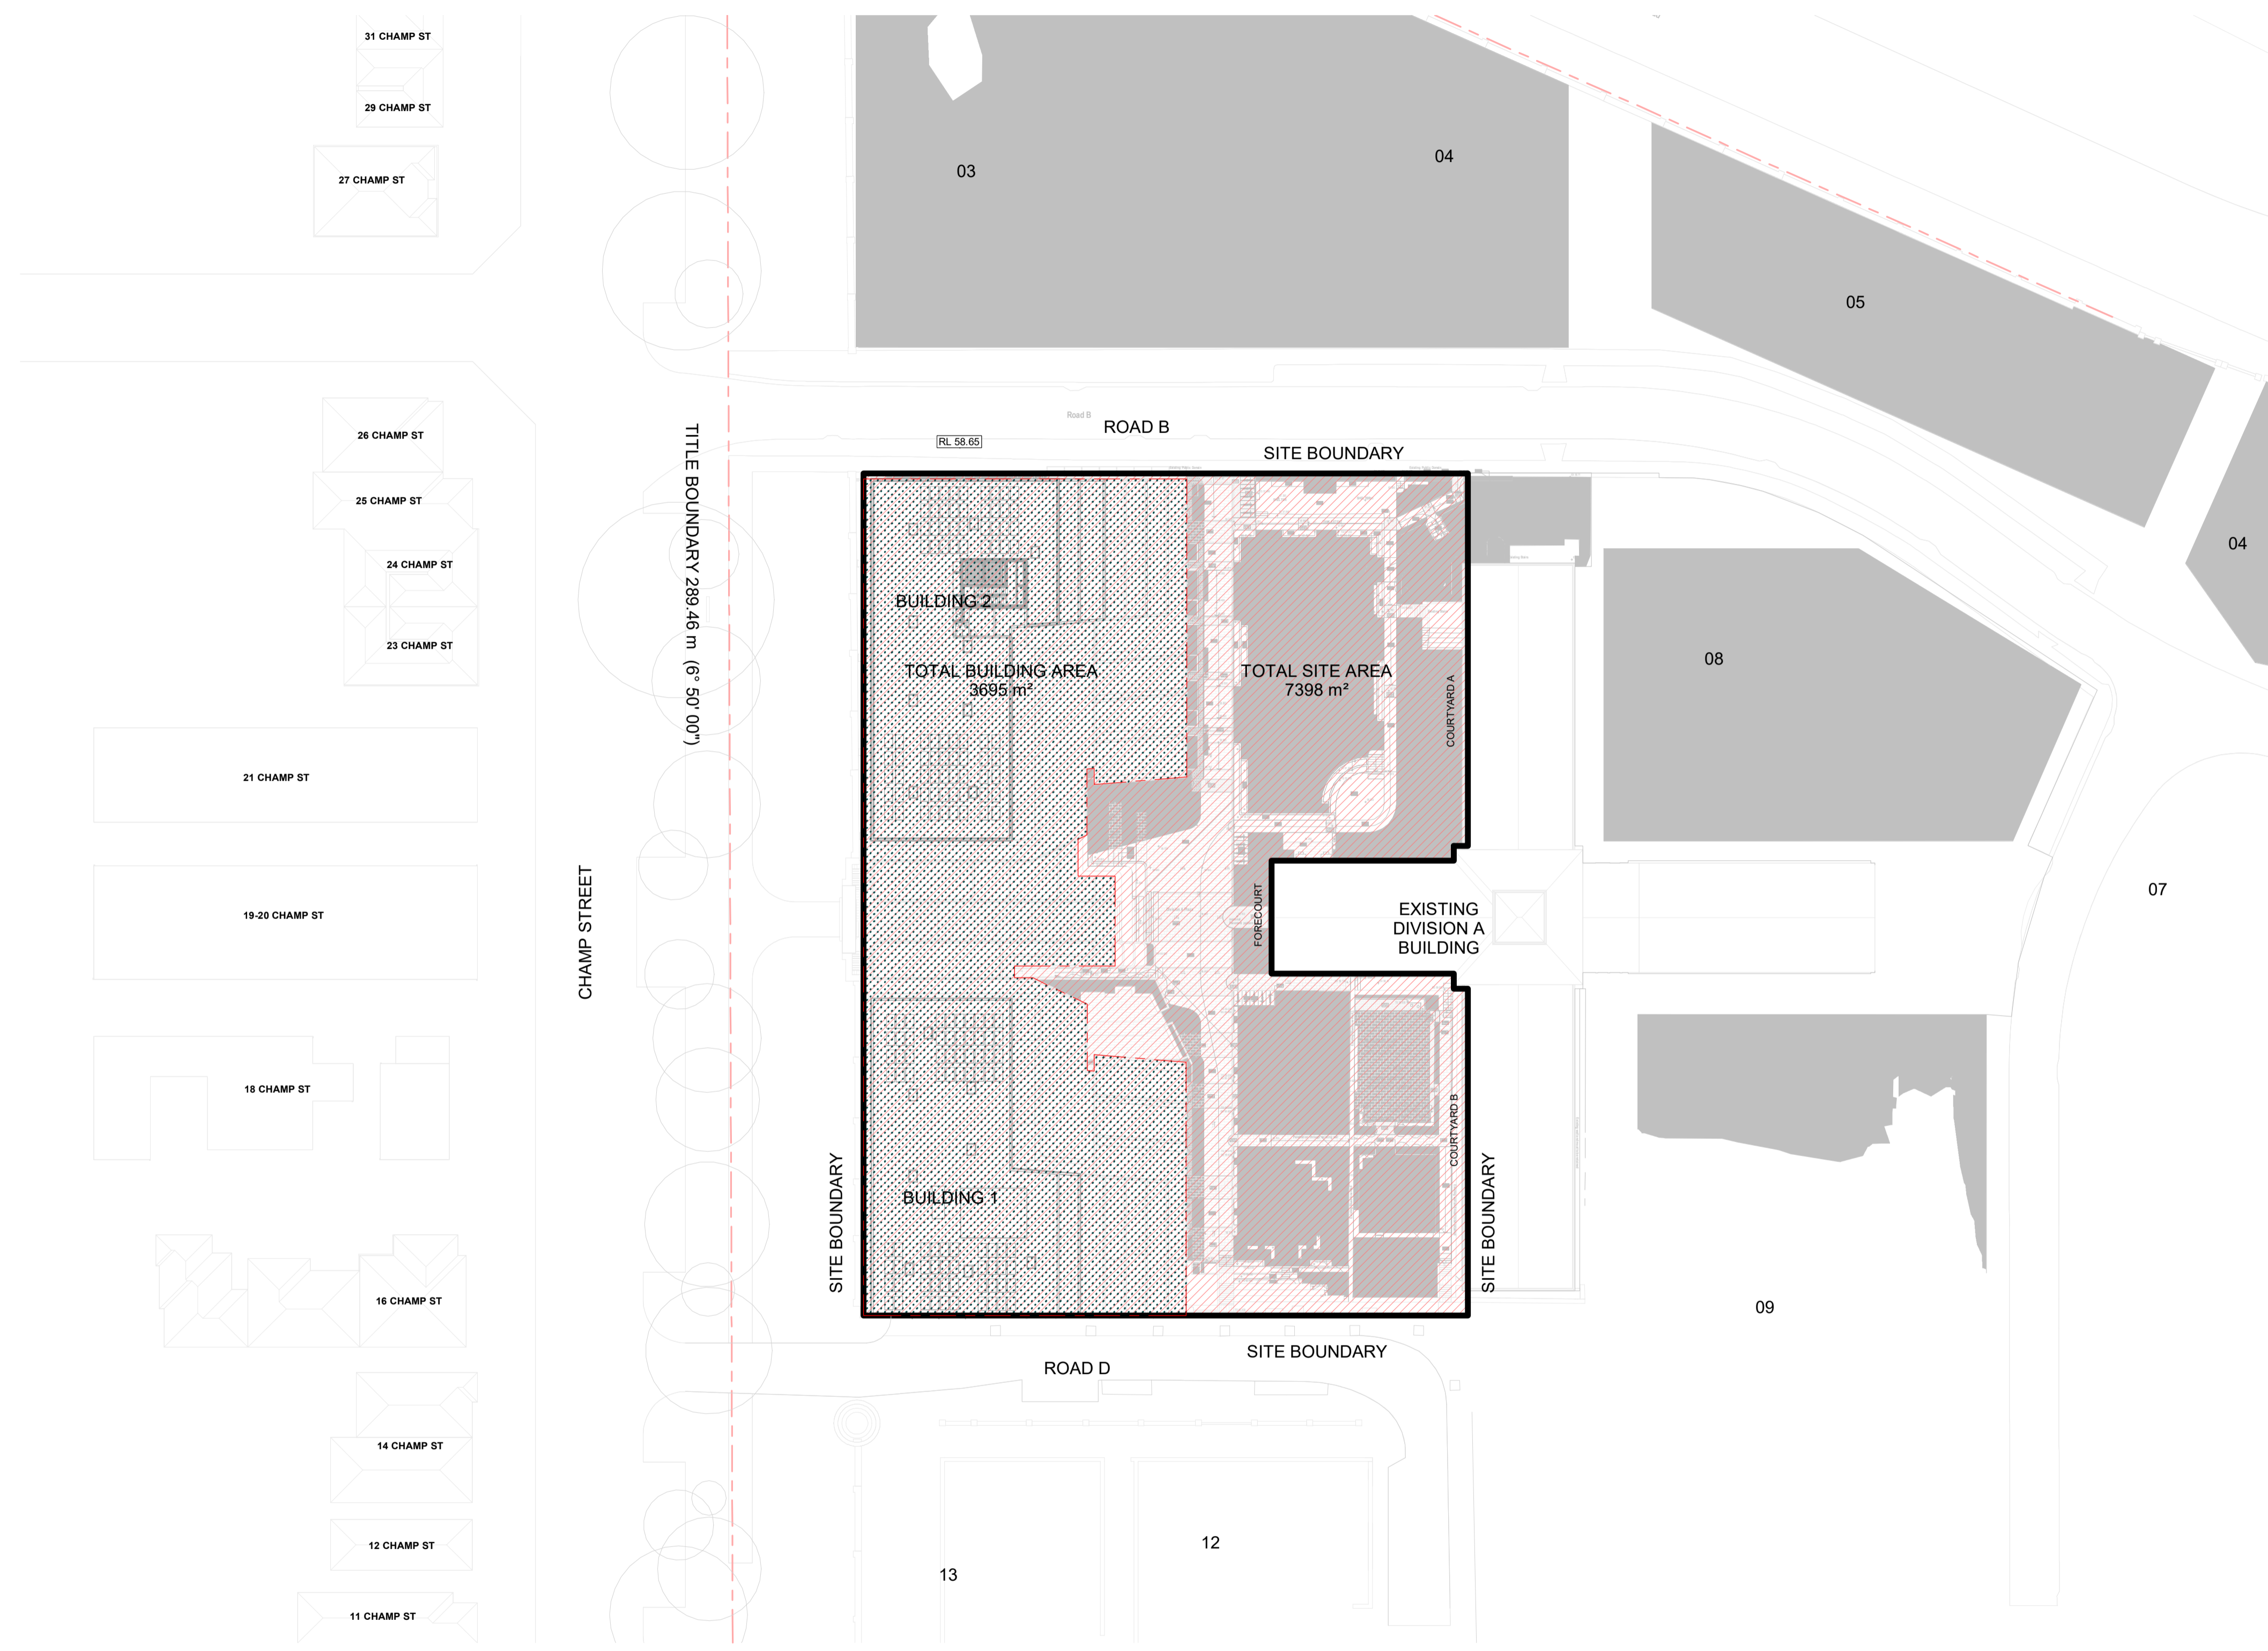 31 CHAMP ST
29 CHAMP ST
27 CHAMP ST
03
04
05
26 CHAMP ST
25 CHAMP ST
24 CHAMP ST
23 CHAMP ST
21 CHAMP ST
19-20 CHAMP ST
18 CHAMP ST
16 CHAMP ST
14 CHAMP ST
12 CHAMP ST
11 CHAMP ST
CHAMP STREET
TITLE BOUNDARY 289.46 m (6° 50' 00")
Road B
ROAD B
RL 58.65
SITE BOUNDARY
BUILDING 2
TOTAL BUILDING AREA
3695 m²
TOTAL SITE AREA
7398 m²
COURTYARD A
FORECOURT
EXISTING
DIVISION A
BUILDING
COURTYARD B
BUILDING 1
SITE BOUNDARY
SITE BOUNDARY
SITE BOUNDARY
ROAD D
04
08
07
09
12
13